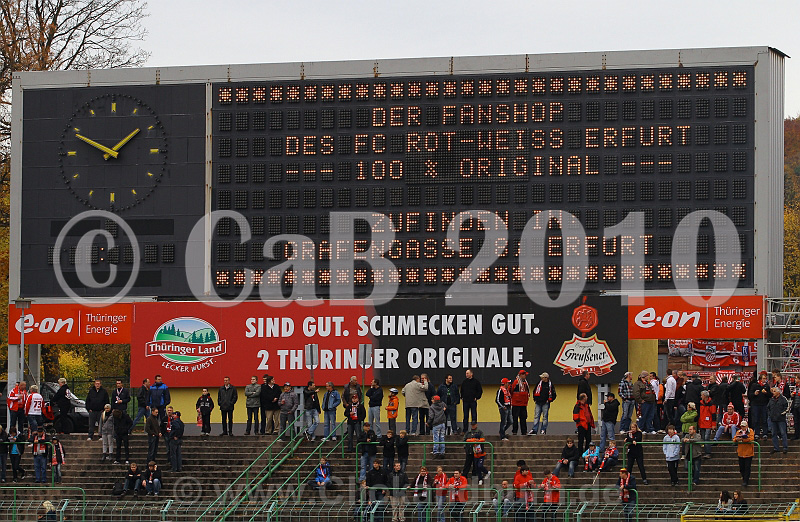 DER FANSHOP
DES FC ROT-WEISS ERFURT
--- 100 % ORIGINAL ---
ZUFINDEN IN
© CaB 2010
e·on Thüringer Energie
THÜRINGER Land
LECKER WURST
SIND GUT. SCHMECKEN GUT.
2 THÜRINGER ORIGINALE.
Greußener
e·on Thüringer Energie